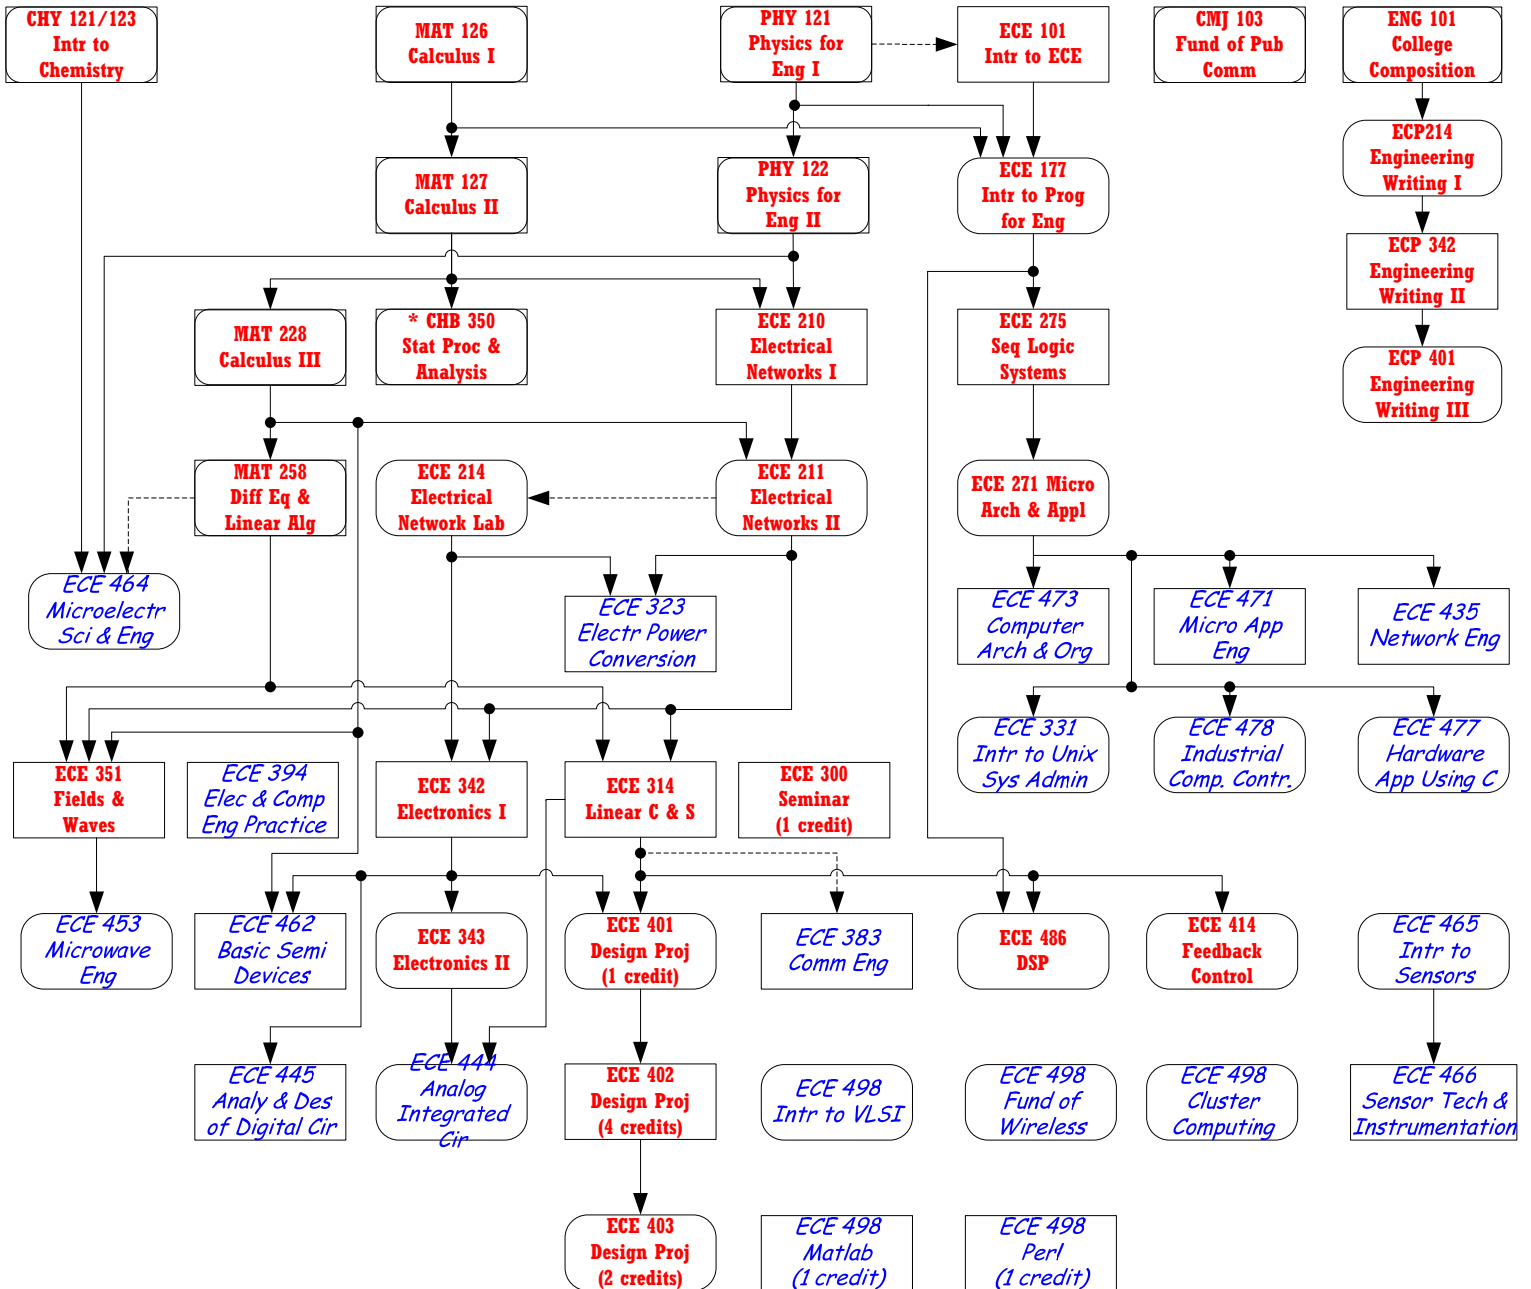 CHY 121/123
Intr to
Chemistry
MAT 126
Calculus I
PHY 121
Physics for
Eng I
ECE 101
Intr to ECE
CMJ 103
Fund of Pub
Comm
ENG 101
College
Composition
ECP214
Engineering
Writing I
MAT 127
Calculus II
PHY 122
Physics for
Eng II
ECE 177
Intr to Prog
for Eng
ECP 342
Engineering
Writing II
MAT 228
Calculus III
* CHB 350
Stat Proc &
Analysis
ECE 210
Electrical
Networks I
ECE 275
Seq Logic
Systems
ECP 401
Engineering
Writing III
MAT 258
Diff Eq &
Linear Alg
ECE 214
Electrical
Network Lab
ECE 211
Electrical
Networks II
ECE 271 Micro
Arch & Appl
ECE 464
Microelectr
Sci & Eng
ECE 323
Electr Power
Conversion
ECE 473
Computer
Arch & Org
ECE 471
Micro App
Eng
ECE 435
Network Eng
ECE 331
Intr to Unix
Sys Admin
ECE 478
Industrial
Comp. Contr.
ECE 477
Hardware
App Using C
ECE 351
Fields &
Waves
ECE 394
Elec & Comp
Eng Practice
ECE 342
Electronics I
ECE 314
Linear C & S
ECE 300
Seminar
(1 credit)
ECE 453
Microwave
Eng
ECE 462
Basic Semi
Devices
ECE 343
Electronics II
ECE 401
Design Proj
(1 credit)
ECE 383
Comm Eng
ECE 486
DSP
ECE 414
Feedback
Control
ECE 465
Intr to
Sensors
ECE 445
Analy & Des
of Digital Cir
ECE 444
Analog
Integrated
Cir
ECE 402
Design Proj
(4 credits)
ECE 498
Intr to VLSI
ECE 498
Fund of
Wireless
ECE 498
Cluster
Computing
ECE 466
Sensor Tech &
Instrumentation
ECE 403
Design Proj
(2 credits)
ECE 498
Matlab
(1 credit)
ECE 498
Perl
(1 credit)